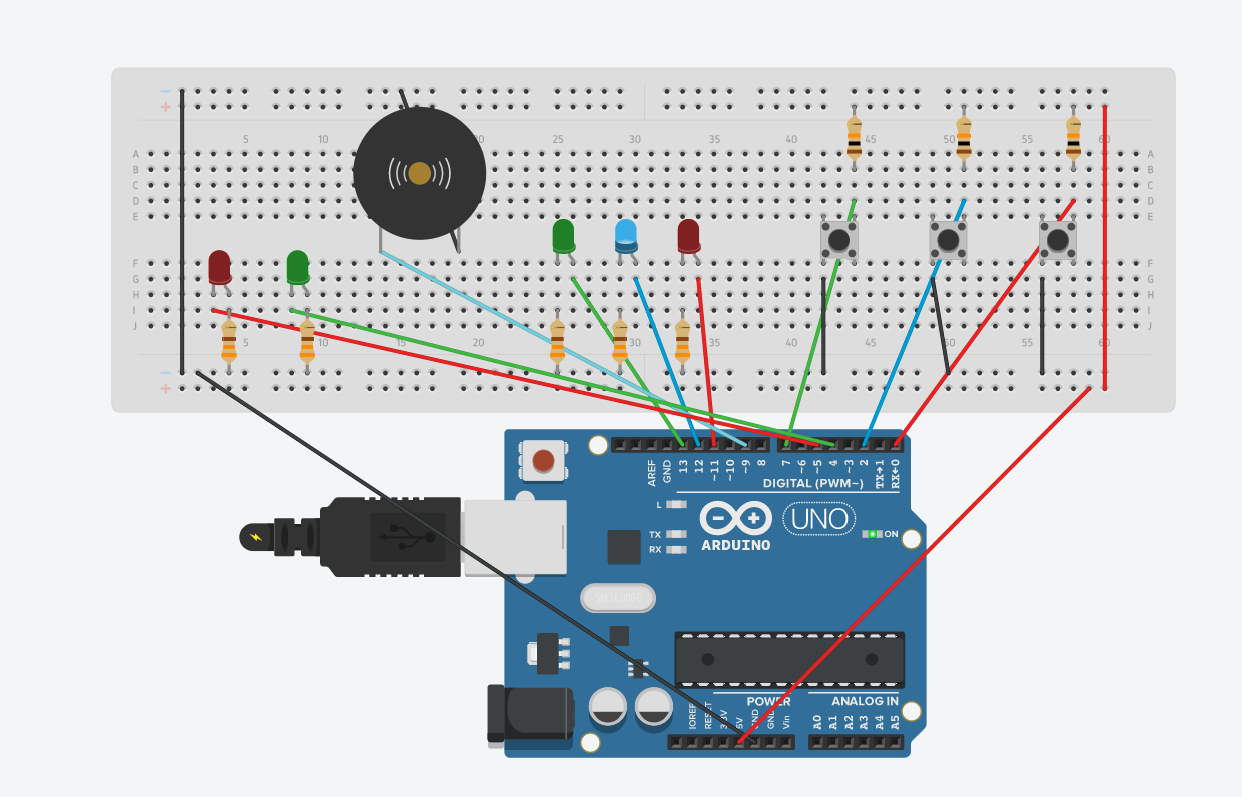 − −
+ +
5 10 20 25 30 35 40 45 50 55 60
A A
B B
C C
D D
E E
F F
G G
H H
I I
J J
5 10 15 20 25 30 35 40 45 50 55 60
− −
+ +
AREF GND 13 12 ~11 ~10 ~9 8 7 ~6 ~5 4 ~3 2 TX→1 RX←0
DIGITAL (PWM~)
L
TX
RX
ARDUINO
UNO
ON
POWER ANALOG IN
IOREF RESET 3.3V 5V GND GND Vin A0 A1 A2 A3 A4 A5